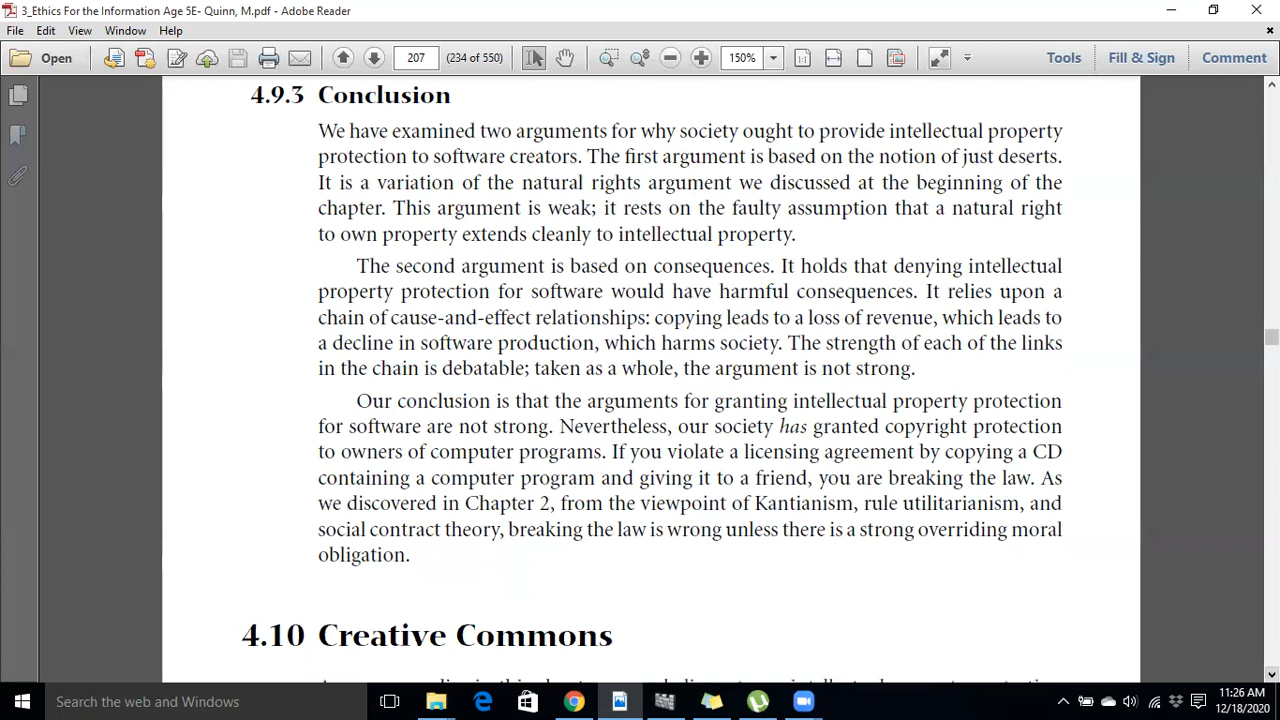 3_Ethics For the Information Age 5E- Quinn, M.pdf - Adobe Reader
File Edit View Window Help
Open 207 (234 of 550) 150% Tools Fill & Sign Comment
4.9.3 Conclusion
We have examined two arguments for why society ought to provide intellectual property
protection to software creators. The first argument is based on the notion of just deserts.
It is a variation of the natural rights argument we discussed at the beginning of the
chapter. This argument is weak; it rests on the faulty assumption that a natural right
to own property extends cleanly to intellectual property.
The second argument is based on consequences. It holds that denying intellectual
property protection for software would have harmful consequences. It relies upon a
chain of cause-and-effect relationships: copying leads to a loss of revenue, which leads to
a decline in software production, which harms society. The strength of each of the links
in the chain is debatable; taken as a whole, the argument is not strong.
Our conclusion is that the arguments for granting intellectual property protection
for software are not strong. Nevertheless, our society has granted copyright protection
to owners of computer programs. If you violate a licensing agreement by copying a CD
containing a computer program and giving it to a friend, you are breaking the law. As
we discovered in Chapter 2, from the viewpoint of Kantianism, rule utilitarianism, and
social contract theory, breaking the law is wrong unless there is a strong overriding moral
obligation.
4.10 Creative Commons
Search the web and Windows
11:26 AM
12/18/2020